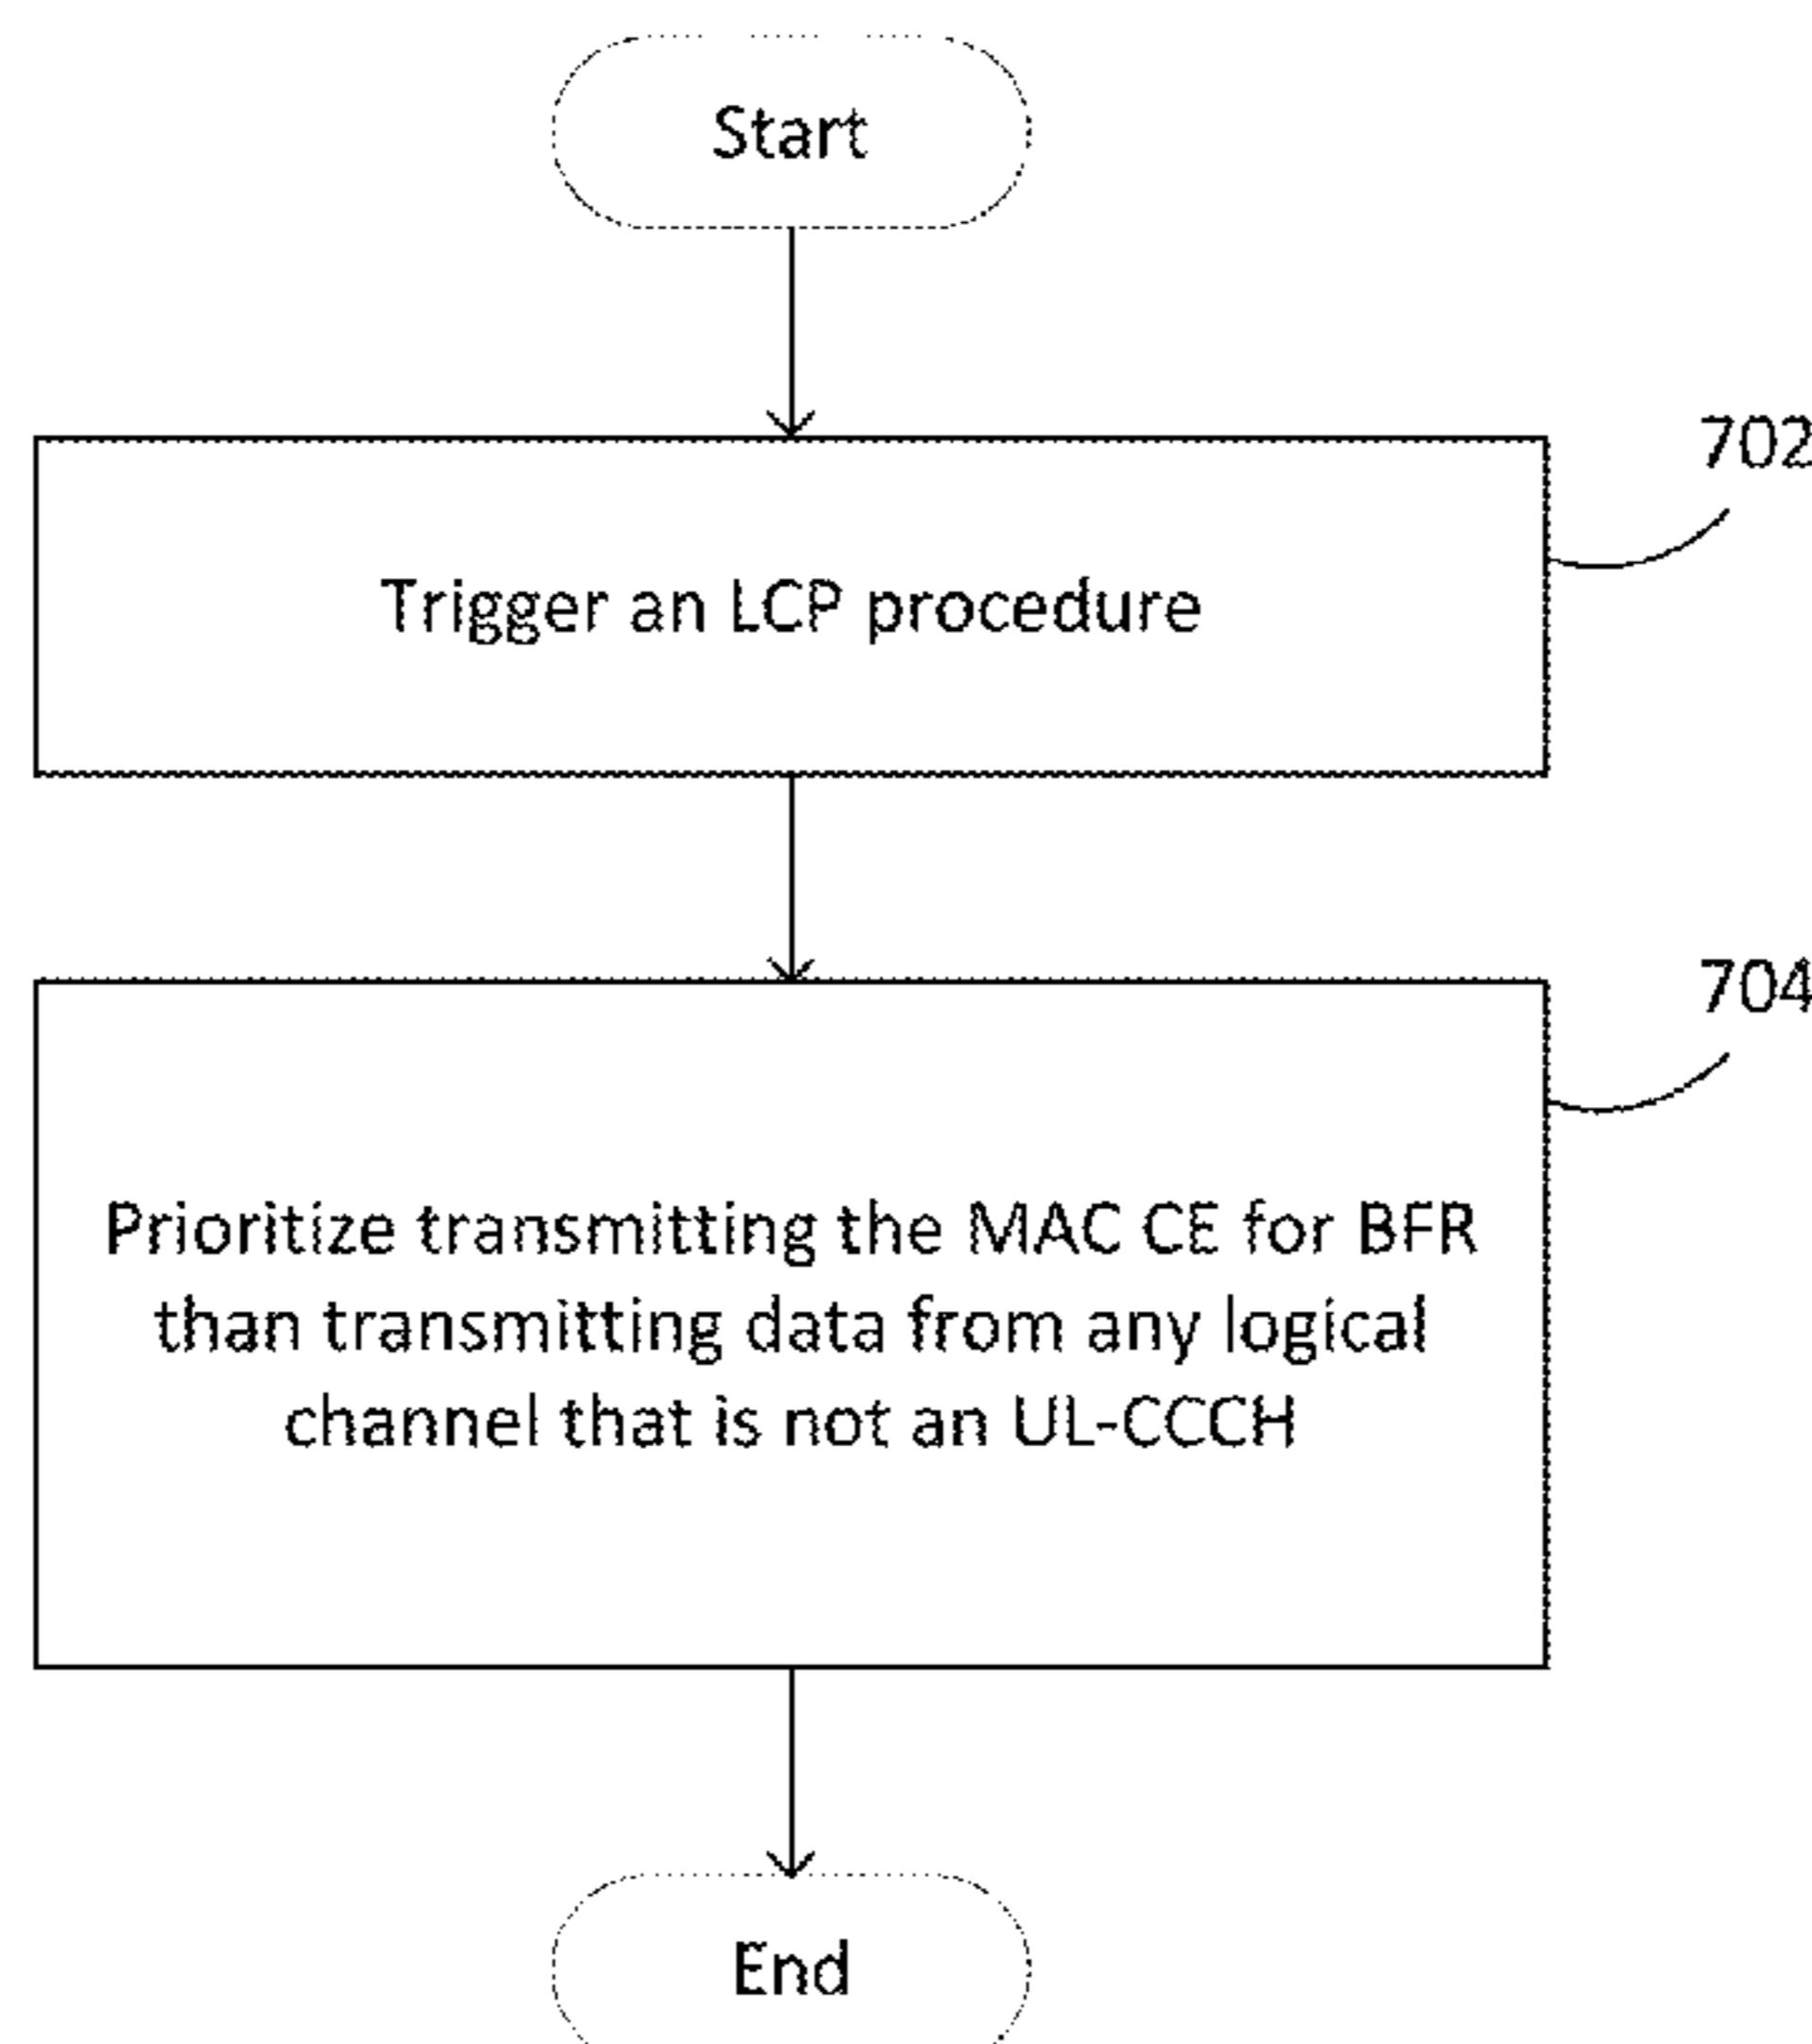 Start
702
Trigger an LCP procedure
704
Prioritize transmitting the MAC CE for BFR
than transmitting data from any logical
channel that is not an UL-CCCH
End